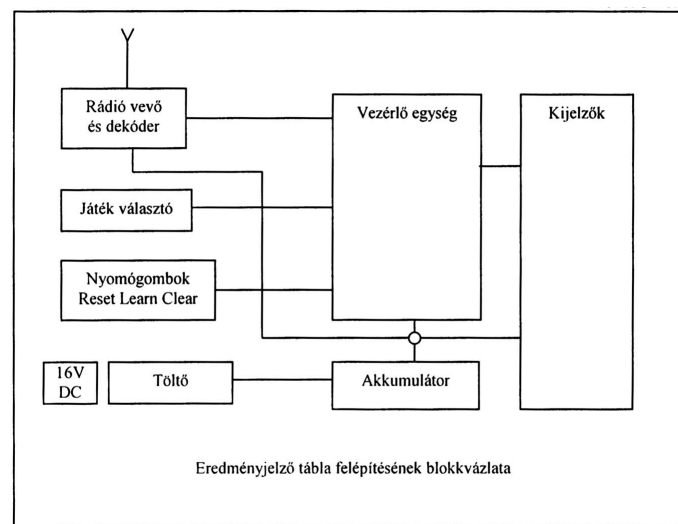 Rádió vevő
és dekóder
Vezérlő egység
Kijelzők
Játék választó
Nyomógombok
Reset Learn Clear
16V
DC
Töltő
Akkumulátor
Eredményjelző tábla felépítésének blokkvázlata